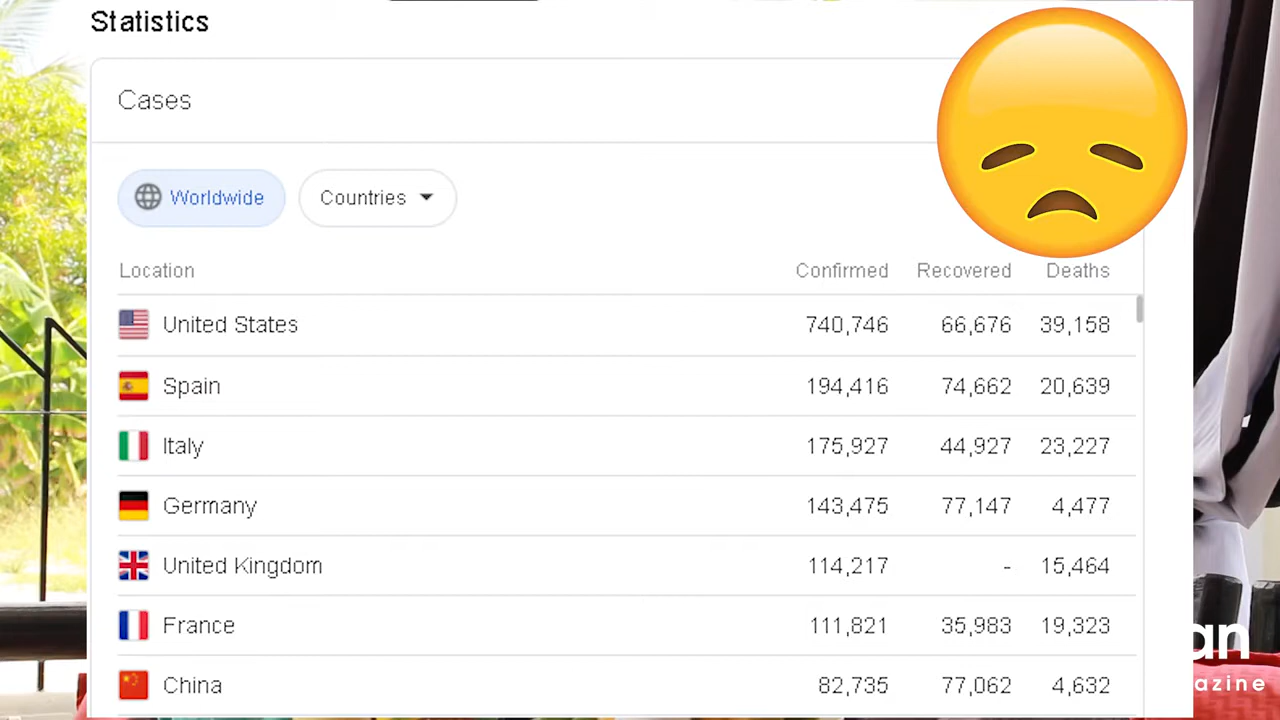 Statistics
Cases
Worldwide Countries
Location Confirmed Recovered Deaths
United States 740,746 66,676 39,158
Spain 194,416 74,662 20,639
Italy 175,927 44,927 23,227
Germany 143,475 77,147 4,477
United Kingdom 114,217 - 15,464
France 111,821 35,983 19,323
China 82,735 77,062 4,632
an
azine